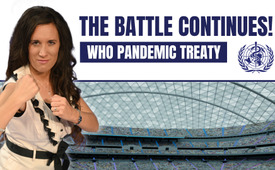 THE BATTLE CONTINUES!
WHO PANDEMIC TREATY